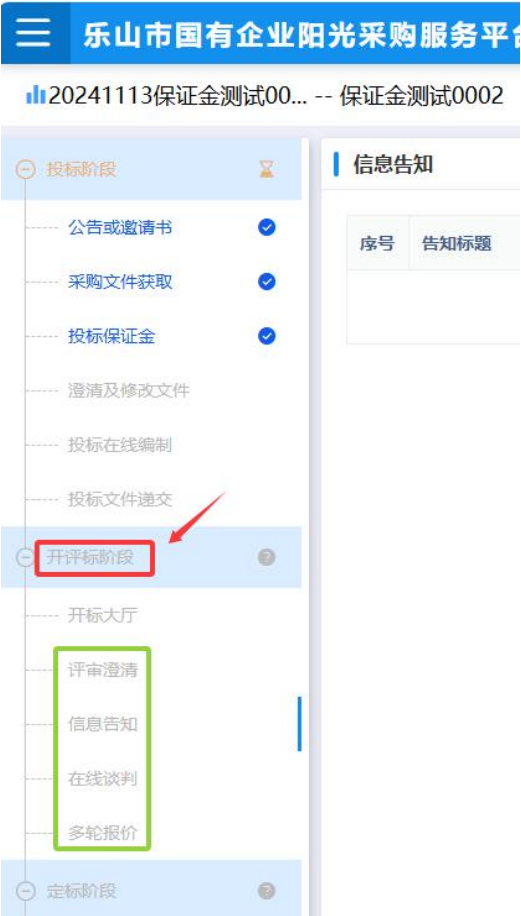 乐山市国有企业阳光采购服务平台
20241113保证金测试00... -- 保证金测试0002
投标阶段
信息告知
公告或邀请书
序号 告知标题
采购文件获取
投标保证金
澄清及修改文件
投标在线编制
投标文件递交
开评标阶段
开标大厅
评审澄清
信息告知
在线谈判
多轮报价
定标阶段